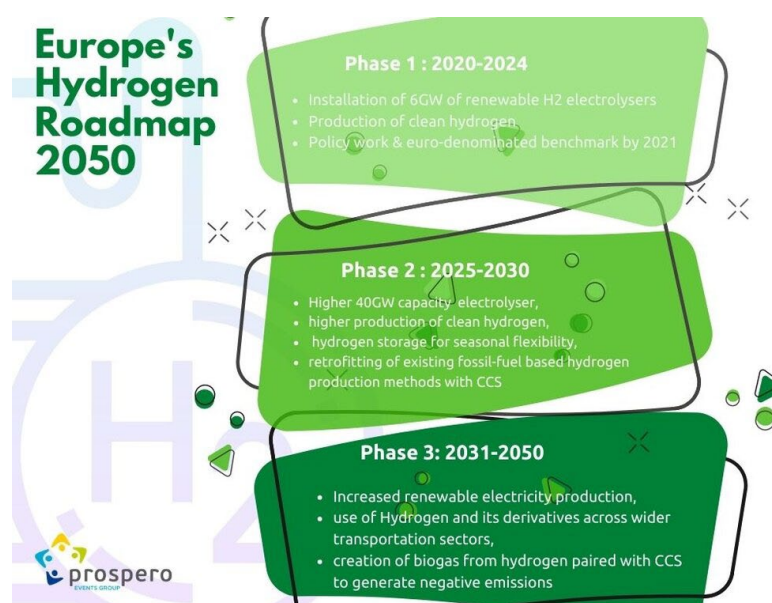 Europe's
Hydrogen
Roadmap
2050
Phase 1 : 2020-2024
• Installation of 6GW of renewable H2 electrolysers
• Production of clean hydrogen,
• Policy work & euro-denominated benchmark by 2021
Phase 2 : 2025-2030
• Higher 40GW capacity electrolyser,
• higher production of clean hydrogen,
• hydrogen storage for seasonal flexibility,
• retrofitting of existing fossil-fuel based hydrogen
production methods with CCS
Phase 3: 2031-2050
• Increased renewable electricity production,
• use of Hydrogen and its derivatives across wider
transportation sectors,
• creation of biogas from hydrogen paired with CCS
to generate negative emissions
H2
prospero
EVENTS GROUP